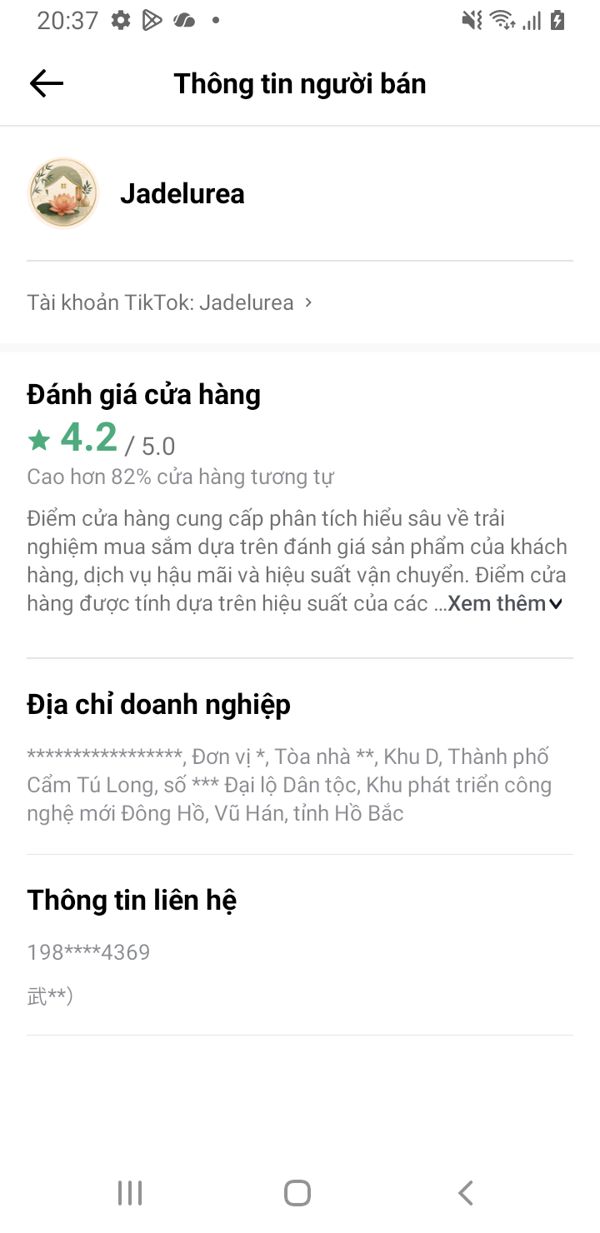 20:37
Thông tin người bán
Jadelurea
Tài khoản TikTok: Jadelurea
Đánh giá cửa hàng
4.2 / 5.0
Cao hơn 82% cửa hàng tương tự
Điểm cửa hàng cung cấp phân tích hiểu sâu về trải
nghiệm mua sắm dựa trên đánh giá sản phẩm của khách
hàng, dịch vụ hậu mãi và hiệu suất vận chuyển. Điểm cửa
hàng được tính dựa trên hiệu suất của các ...Xem thêm
Địa chỉ doanh nghiệp
*****************, Đơn vị *, Tòa nhà **, Khu D, Thành phố
Cẩm Tú Long, số *** Đại lộ Dân tộc, Khu phát triển công
nghệ mới Đông Hồ, Vũ Hán, tỉnh Hồ Bắc
Thông tin liên hệ
198****4369
武**)